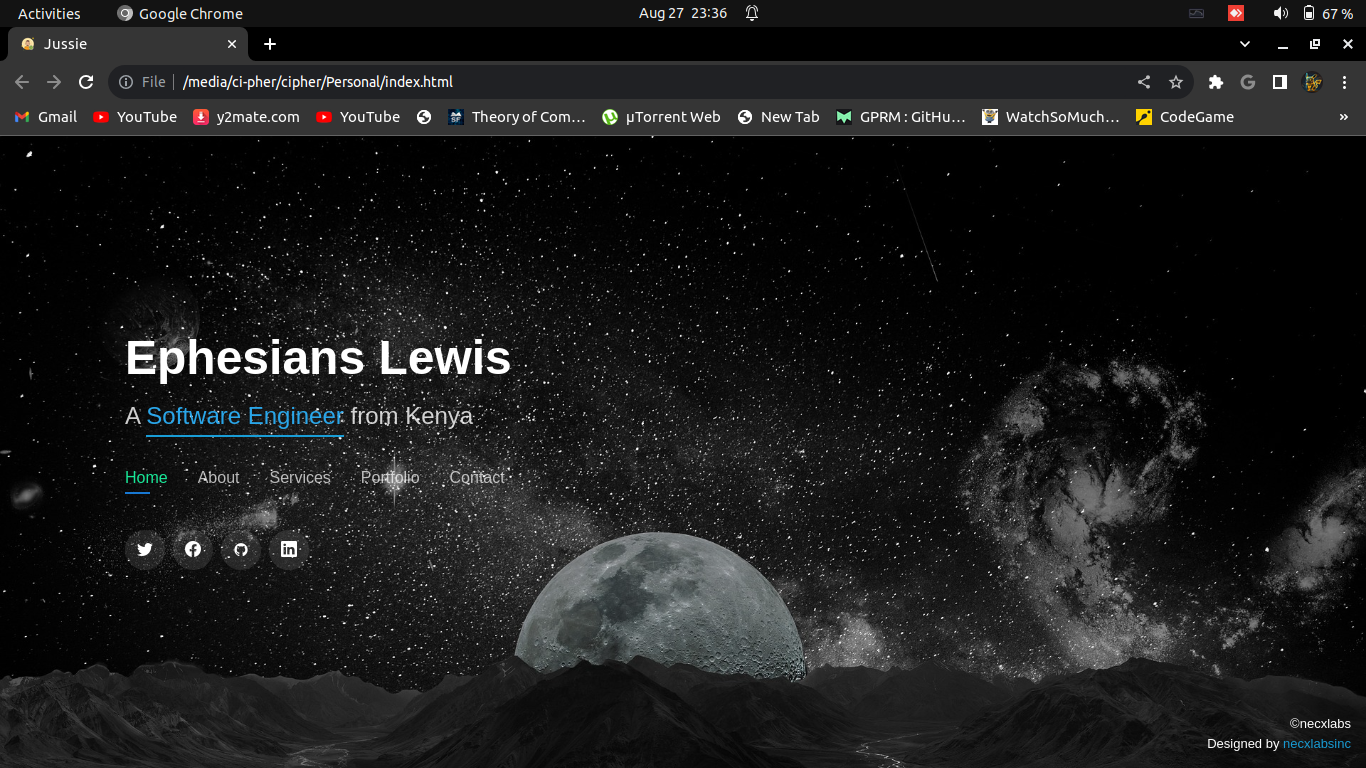 Activities Google Chrome Aug 27 23:36 67 %
Jussie
File /media/ci-pher/cipher/Personal/index.html
Gmail YouTube y2mate.com YouTube Theory of Com… µTorrent Web New Tab GPRM : GitHu… WatchSoMuch… CodeGame »
Ephesians Lewis
A Software Engineer from Kenya
Home About Services Portfolio Contact
©necxlabs
Designed by necxlabsinc